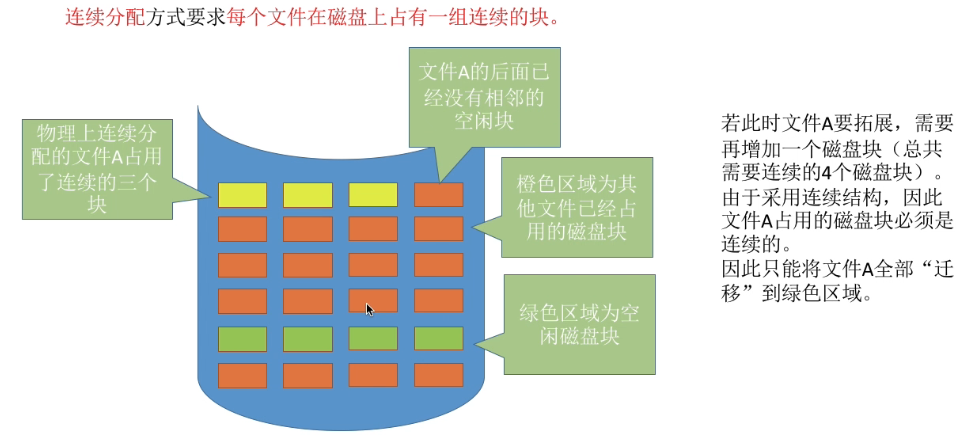 连续分配方式要求每个文件在磁盘上占有一组连续的块。
文件A的后面已
经没有相邻的
空闲块
物理上连续分
配的文件A占用
了连续的三个
块
橙色区域为其
他文件已经占
用的磁盘块
绿色区域为空
闲磁盘块
若此时文件A要拓展，需要
再增加一个磁盘块（总共
需要连续的4个磁盘块）。
由于采用连续结构，因此
文件A占用的磁盘块必须是
连续的。
因此只能将文件A全部“迁
移”到绿色区域。